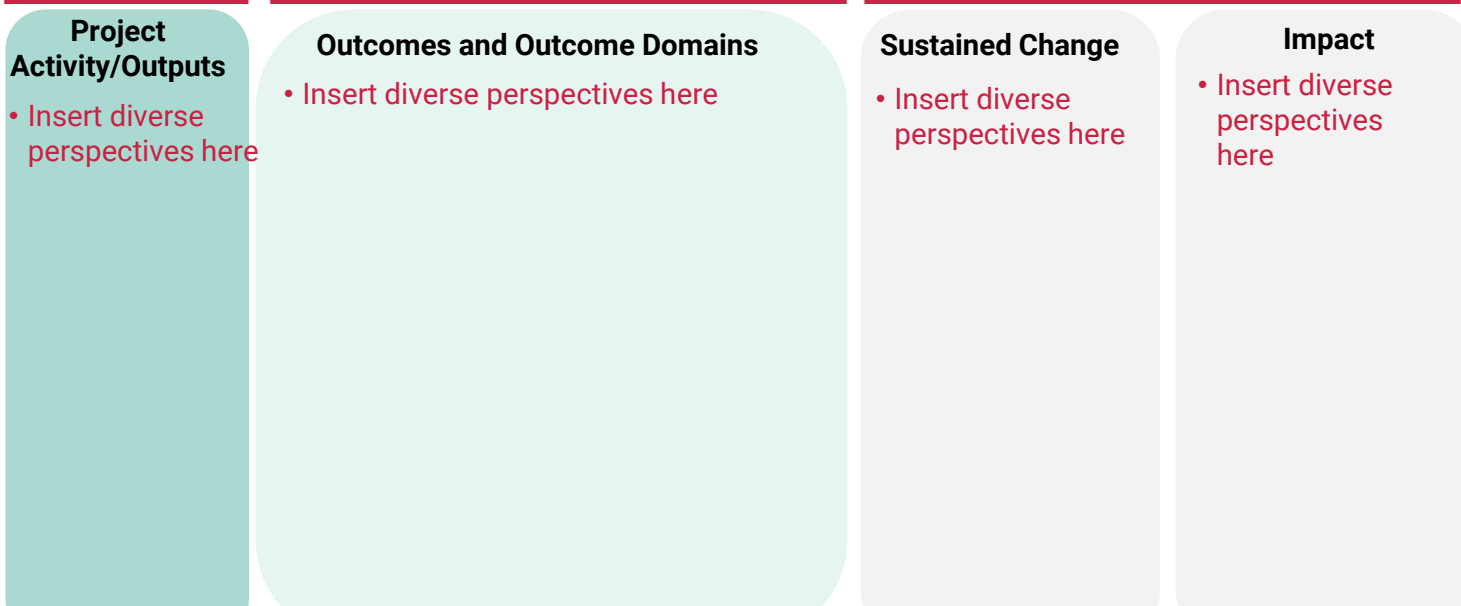 Project
Activity/Outputs
• Insert diverse
perspectives here
Outcomes and Outcome Domains
• Insert diverse perspectives here
Sustained Change
• Insert diverse
perspectives here
Impact
• Insert diverse
perspectives
here